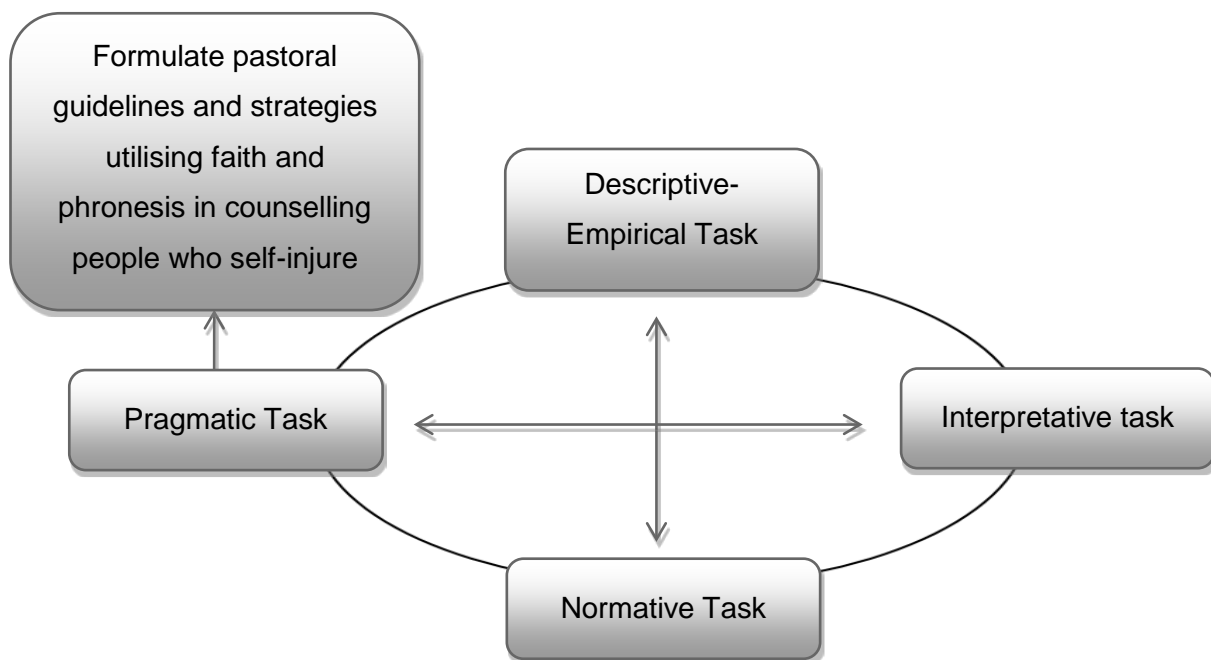 Formulate pastoral
guidelines and strategies
utilising faith and
phronesis in counselling
people who self-injure
Descriptive-
Empirical Task
Pragmatic Task
Interpretative task
Normative Task